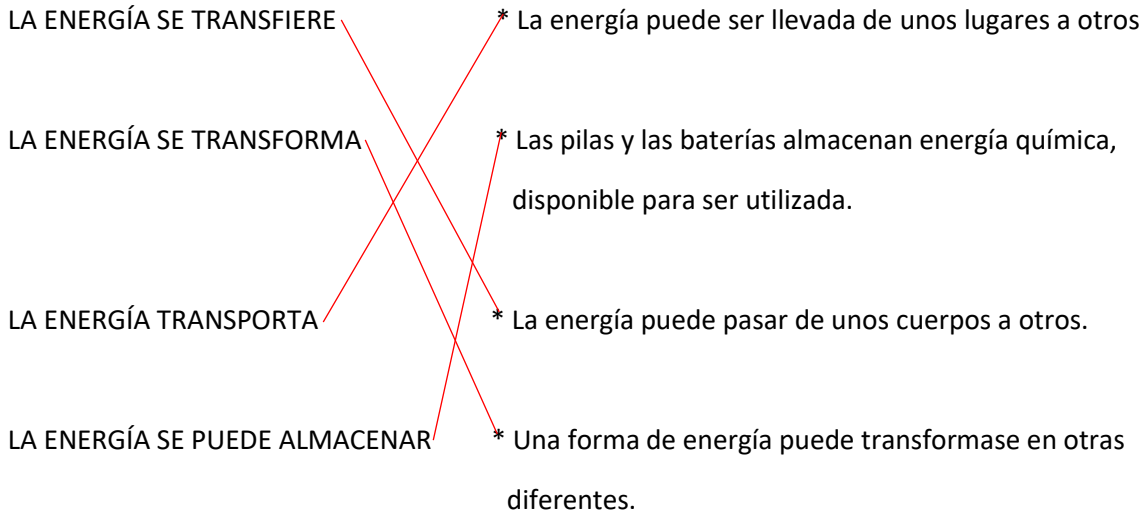 LA ENERGÍA SE TRANSFIERE * La energía puede ser llevada de unos lugares a otros
LA ENERGÍA SE TRANSFORMA * Las pilas y las baterías almacenan energía química,
disponible para ser utilizada.
LA ENERGÍA TRANSPORTA * La energía puede pasar de unos cuerpos a otros.
LA ENERGÍA SE PUEDE ALMACENAR * Una forma de energía puede transformase en otras
diferentes.